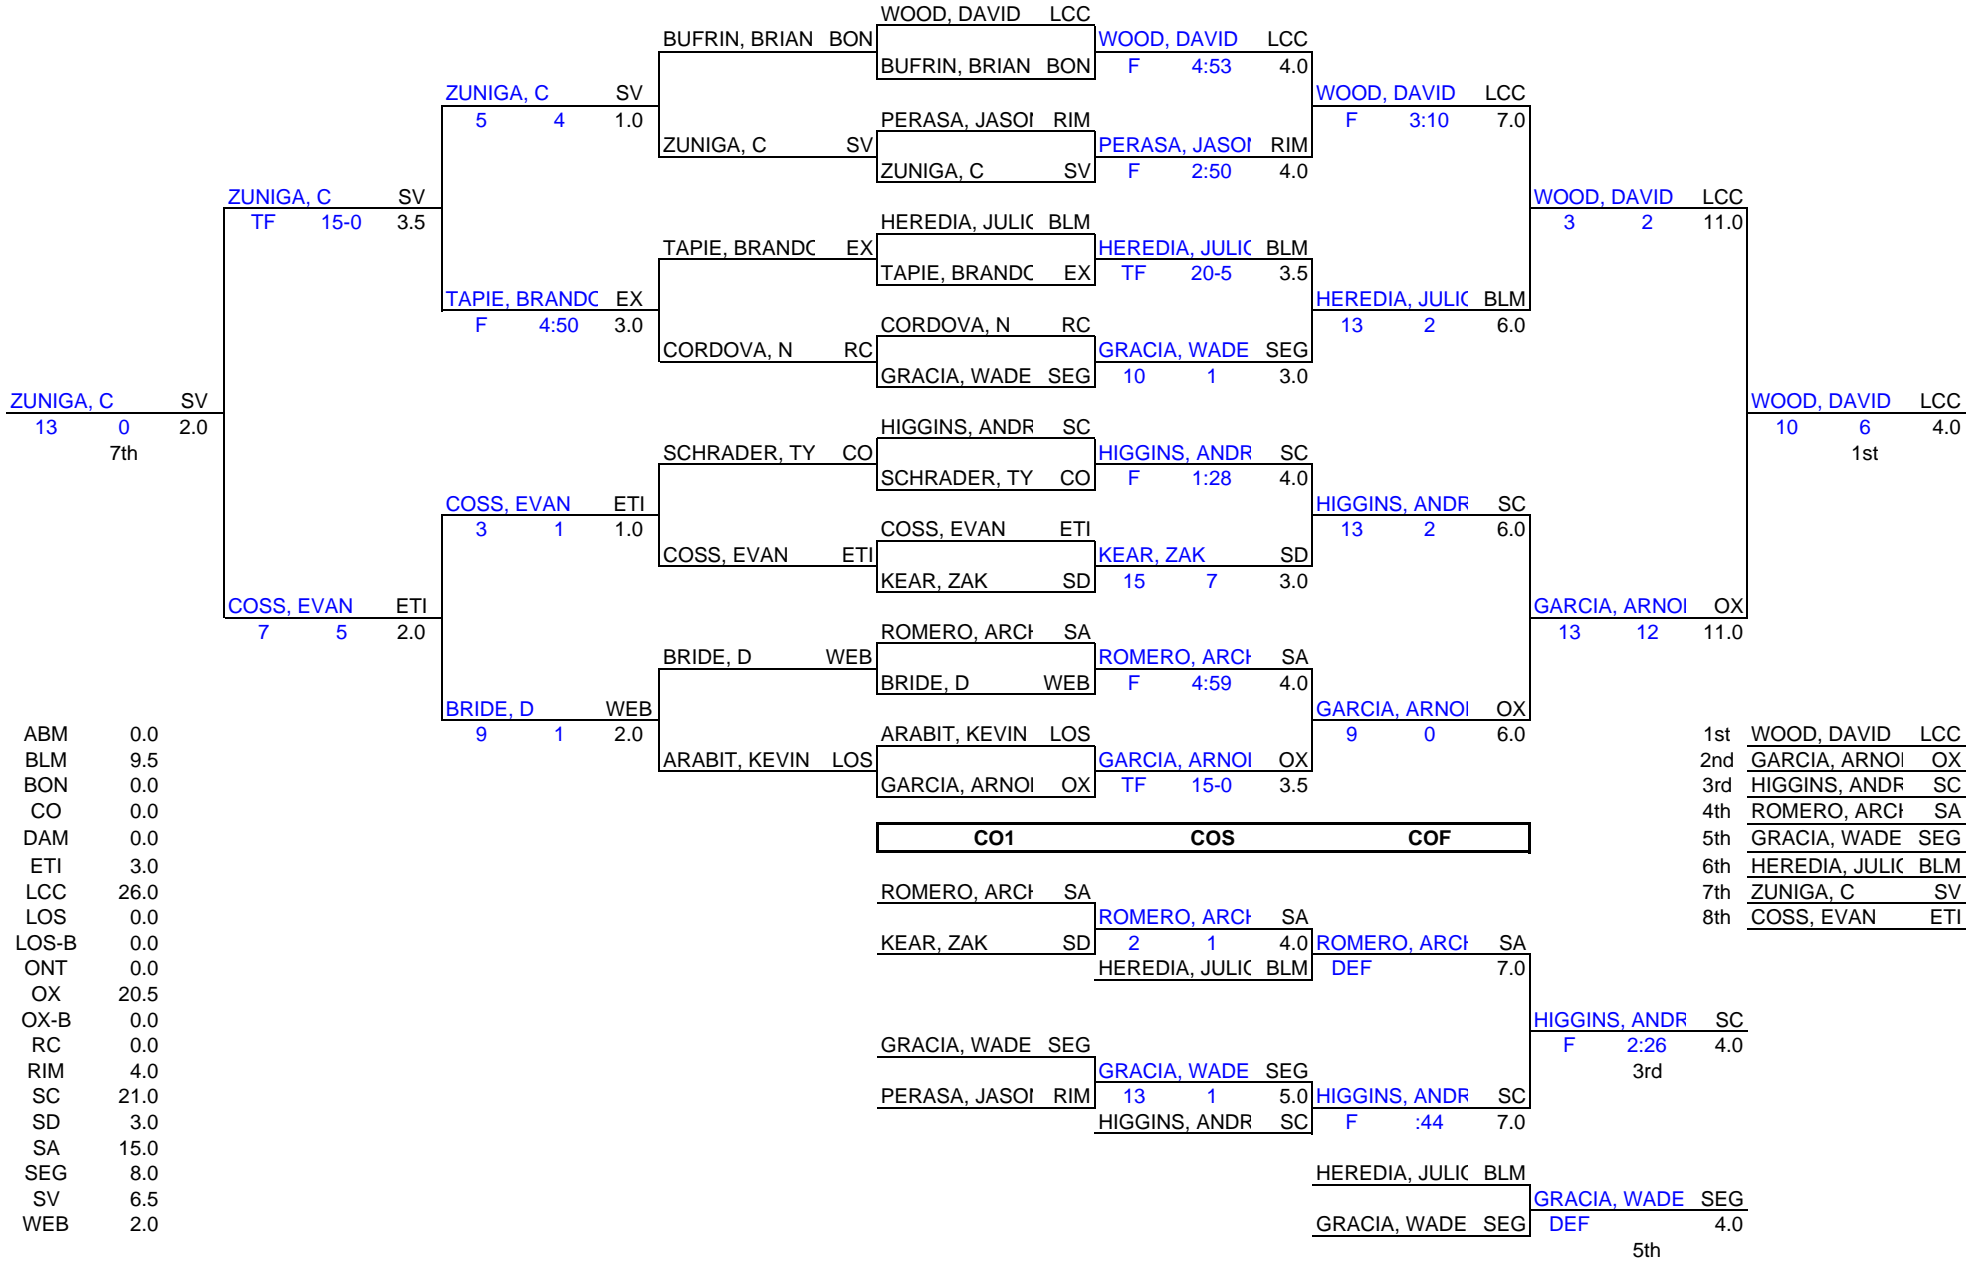 WOOD, DAVID LCC
BUFRIN, BRIAN BON WOOD, DAVID LCC
BUFRIN, BRIAN BON F 4:53 4.0
ZUNIGA, C SV WOOD, DAVID LCC
5 4 1.0 PERASA, JASON RIM F 3:10 7.0
ZUNIGA, C SV PERASA, JASON RIM
ZUNIGA, C SV F 2:50 4.0
ZUNIGA, C SV WOOD, DAVID LCC
TF 15-0 3.5 HEREDIA, JULIC BLM 3 2 11.0
TAPIE, BRANDC EX HEREDIA, JULIC BLM
TAPIE, BRANDC EX TF 20-5 3.5
TAPIE, BRANDC EX HEREDIA, JULIC BLM
F 4:50 3.0 CORDOVA, N RC 13 2 6.0
CORDOVA, N RC GRACIA, WADE SEG
GRACIA, WADE SEG 10 1 3.0
ZUNIGA, C SV WOOD, DAVID LCC
13 0 2.0 HIGGINS, ANDR SC 10 6 4.0
7th SCHRADER, TY CO HIGGINS, ANDR SC 1st
SCHRADER, TY CO F 1:28 4.0
COSS, EVAN ETI HIGGINS, ANDR SC
3 1 1.0 COSS, EVAN ETI 13 2 6.0
COSS, EVAN ETI KEAR, ZAK SD
KEAR, ZAK SD 15 7 3.0
COSS, EVAN ETI GARCIA, ARNOI OX
7 5 2.0 ROMERO, ARCH SA 13 12 11.0
BRIDE, D WEB ROMERO, ARCH SA
BRIDE, D WEB F 4:59 4.0
BRIDE, D WEB GARCIA, ARNOI OX
ABM 0.0 9 1 2.0 ARABIT, KEVIN LOS 9 0 6.0 1st WOOD, DAVID LCC
BLM 9.5 ARABIT, KEVIN LOS GARCIA, ARNOI OX 2nd GARCIA, ARNOI OX
BON 0.0 GARCIA, ARNOI OX TF 15-0 3.5 3rd HIGGINS, ANDR SC
CO 0.0 4th ROMERO, ARCH SA
DAM 0.0 CO1 COS COF 5th GRACIA, WADE SEG
ETI 3.0 6th HEREDIA, JULIC BLM
LCC 26.0 ROMERO, ARCH SA 7th ZUNIGA, C SV
LOS 0.0 ROMERO, ARCH SA 8th COSS, EVAN ETI
LOS-B 0.0 KEAR, ZAK SD 2 1 4.0 ROMERO, ARCH SA
ONT 0.0 HEREDIA, JULIC BLM DEF 7.0
OX 20.5
OX-B 0.0 HIGGINS, ANDR SC
RC 0.0 GRACIA, WADE SEG F 2:26 4.0
RIM 4.0 GRACIA, WADE SEG 3rd
SC 21.0 PERASA, JASON RIM 13 1 5.0 HIGGINS, ANDR SC
SD 3.0 HIGGINS, ANDR SC F :44 7.0
SA 15.0
SEG 8.0 HEREDIA, JULIC BLM
SV 6.5 GRACIA, WADE SEG
WEB 2.0 GRACIA, WADE SEG DEF 4.0
5th